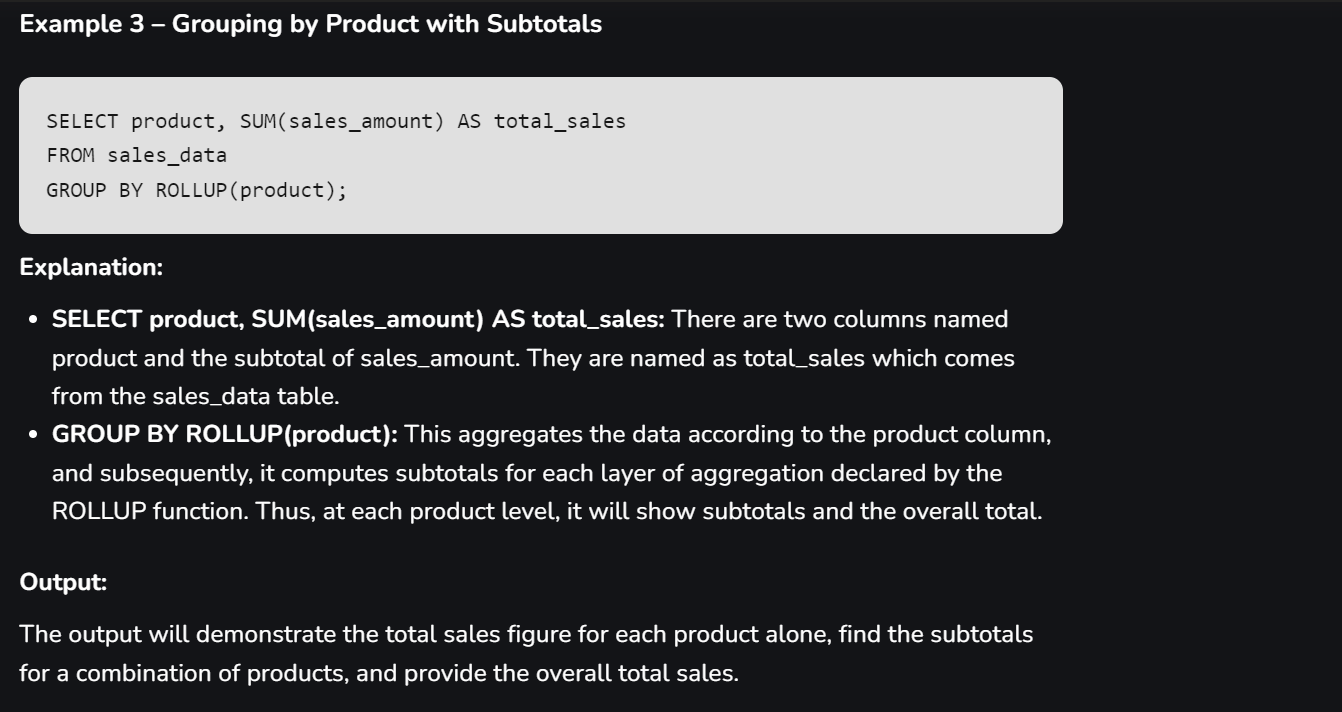 Example 3 – Grouping by Product with Subtotals
SELECT product, SUM(sales_amount) AS total_sales
FROM sales_data
GROUP BY ROLLUP(product);
Explanation:
• SELECT product, SUM(sales_amount) AS total_sales: There are two columns named
product and the subtotal of sales_amount. They are named as total_sales which comes
from the sales_data table.
• GROUP BY ROLLUP(product): This aggregates the data according to the product column,
and subsequently, it computes subtotals for each layer of aggregation declared by the
ROLLUP function. Thus, at each product level, it will show subtotals and the overall total.
Output:
The output will demonstrate the total sales figure for each product alone, find the subtotals
for a combination of products, and provide the overall total sales.